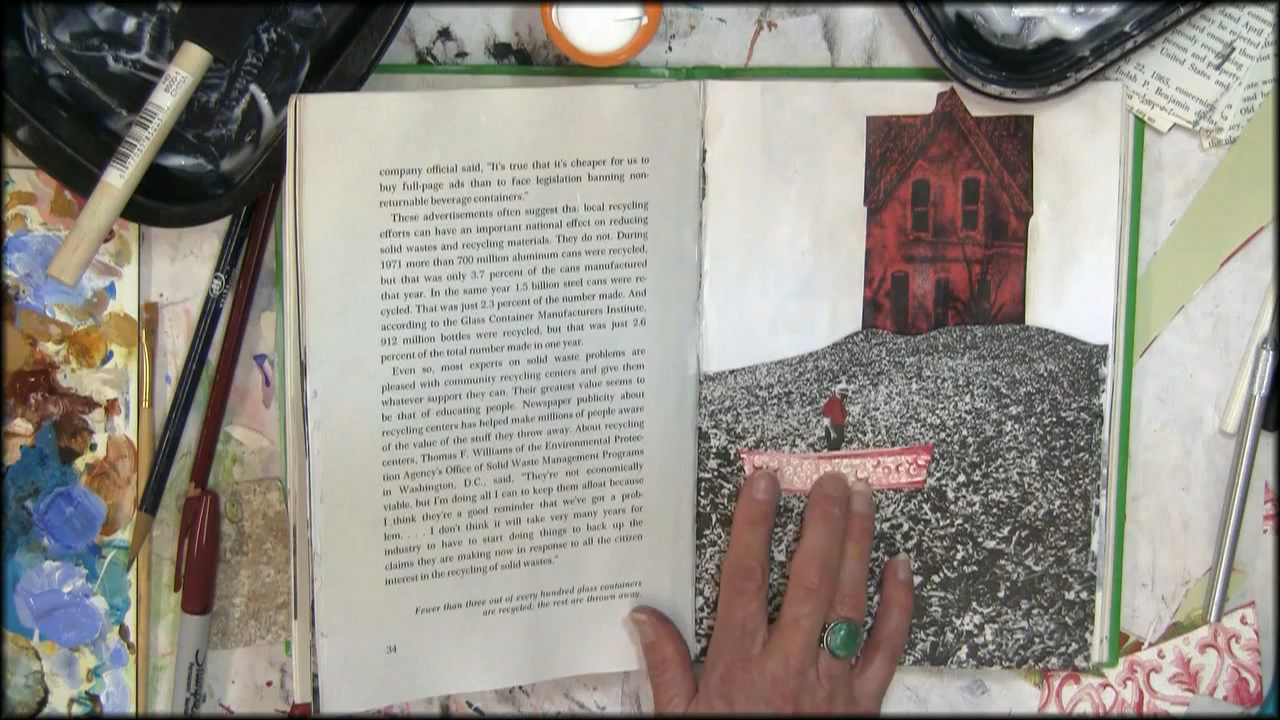 company official said, "It's true that it's cheaper for us to
buy full-page ads than to face legislation banning non-
returnable beverage containers."
These advertisements often suggest that local recycling
efforts can have an important national effect on reducing
solid wastes and recycling materials. They do not. During
1971 more than 700 million aluminum cans were recycled,
but that was only 3.7 percent of the cans manufactured
that year. In the same year 1.5 billion steel cans were re-
cycled. That was just 2.3 percent of the number made. And
according to the Glass Container Manufacturers Institute,
912 million bottles were recycled, but that was just 2.6
percent of the total number made in one year.
Even so, most experts on solid waste problems are
pleased with community recycling centers and give them
whatever support they can. Their greatest value seems to
be that of educating people. Newspaper publicity about
recycling centers has helped make millions of people aware
of the value of the stuff they throw away. About recycling
centers, Thomas F. Williams of the Environmental Protec-
tion Agency's Office of Solid Waste Management Programs
in Washington, D.C., said, "They're not economically
viable, but I'm doing all I can to keep them afloat because
I think they're a good reminder that we've got a prob-
lem. . . . I don't think it will take very many years for
industry to have to start doing things to back up the
claims they are making now in response to all the citizen
interest in the recycling of solid wastes."
Fewer than three out of every hundred glass containers
are recycled; the rest are thrown away.
34
dated April
may be rejected
United States and
22, 1865, concerning
P. Benjamin